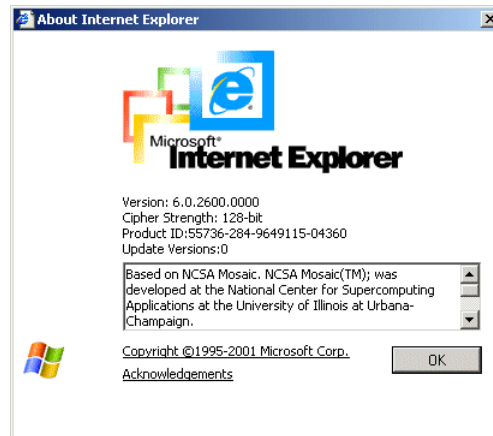 About Internet Explorer
Microsoft®
Internet Explorer
Version: 6.0.2600.0000
Cipher Strength: 128-bit
Product ID:55736-284-9649115-04360
Update Versions:0
Based on NCSA Mosaic. NCSA Mosaic(TM); was
developed at the National Center for Supercomputing
Applications at the University of Illinois at Urbana-
Champaign.
Copyright ©1995-2001 Microsoft Corp.
OK
Acknowledgements